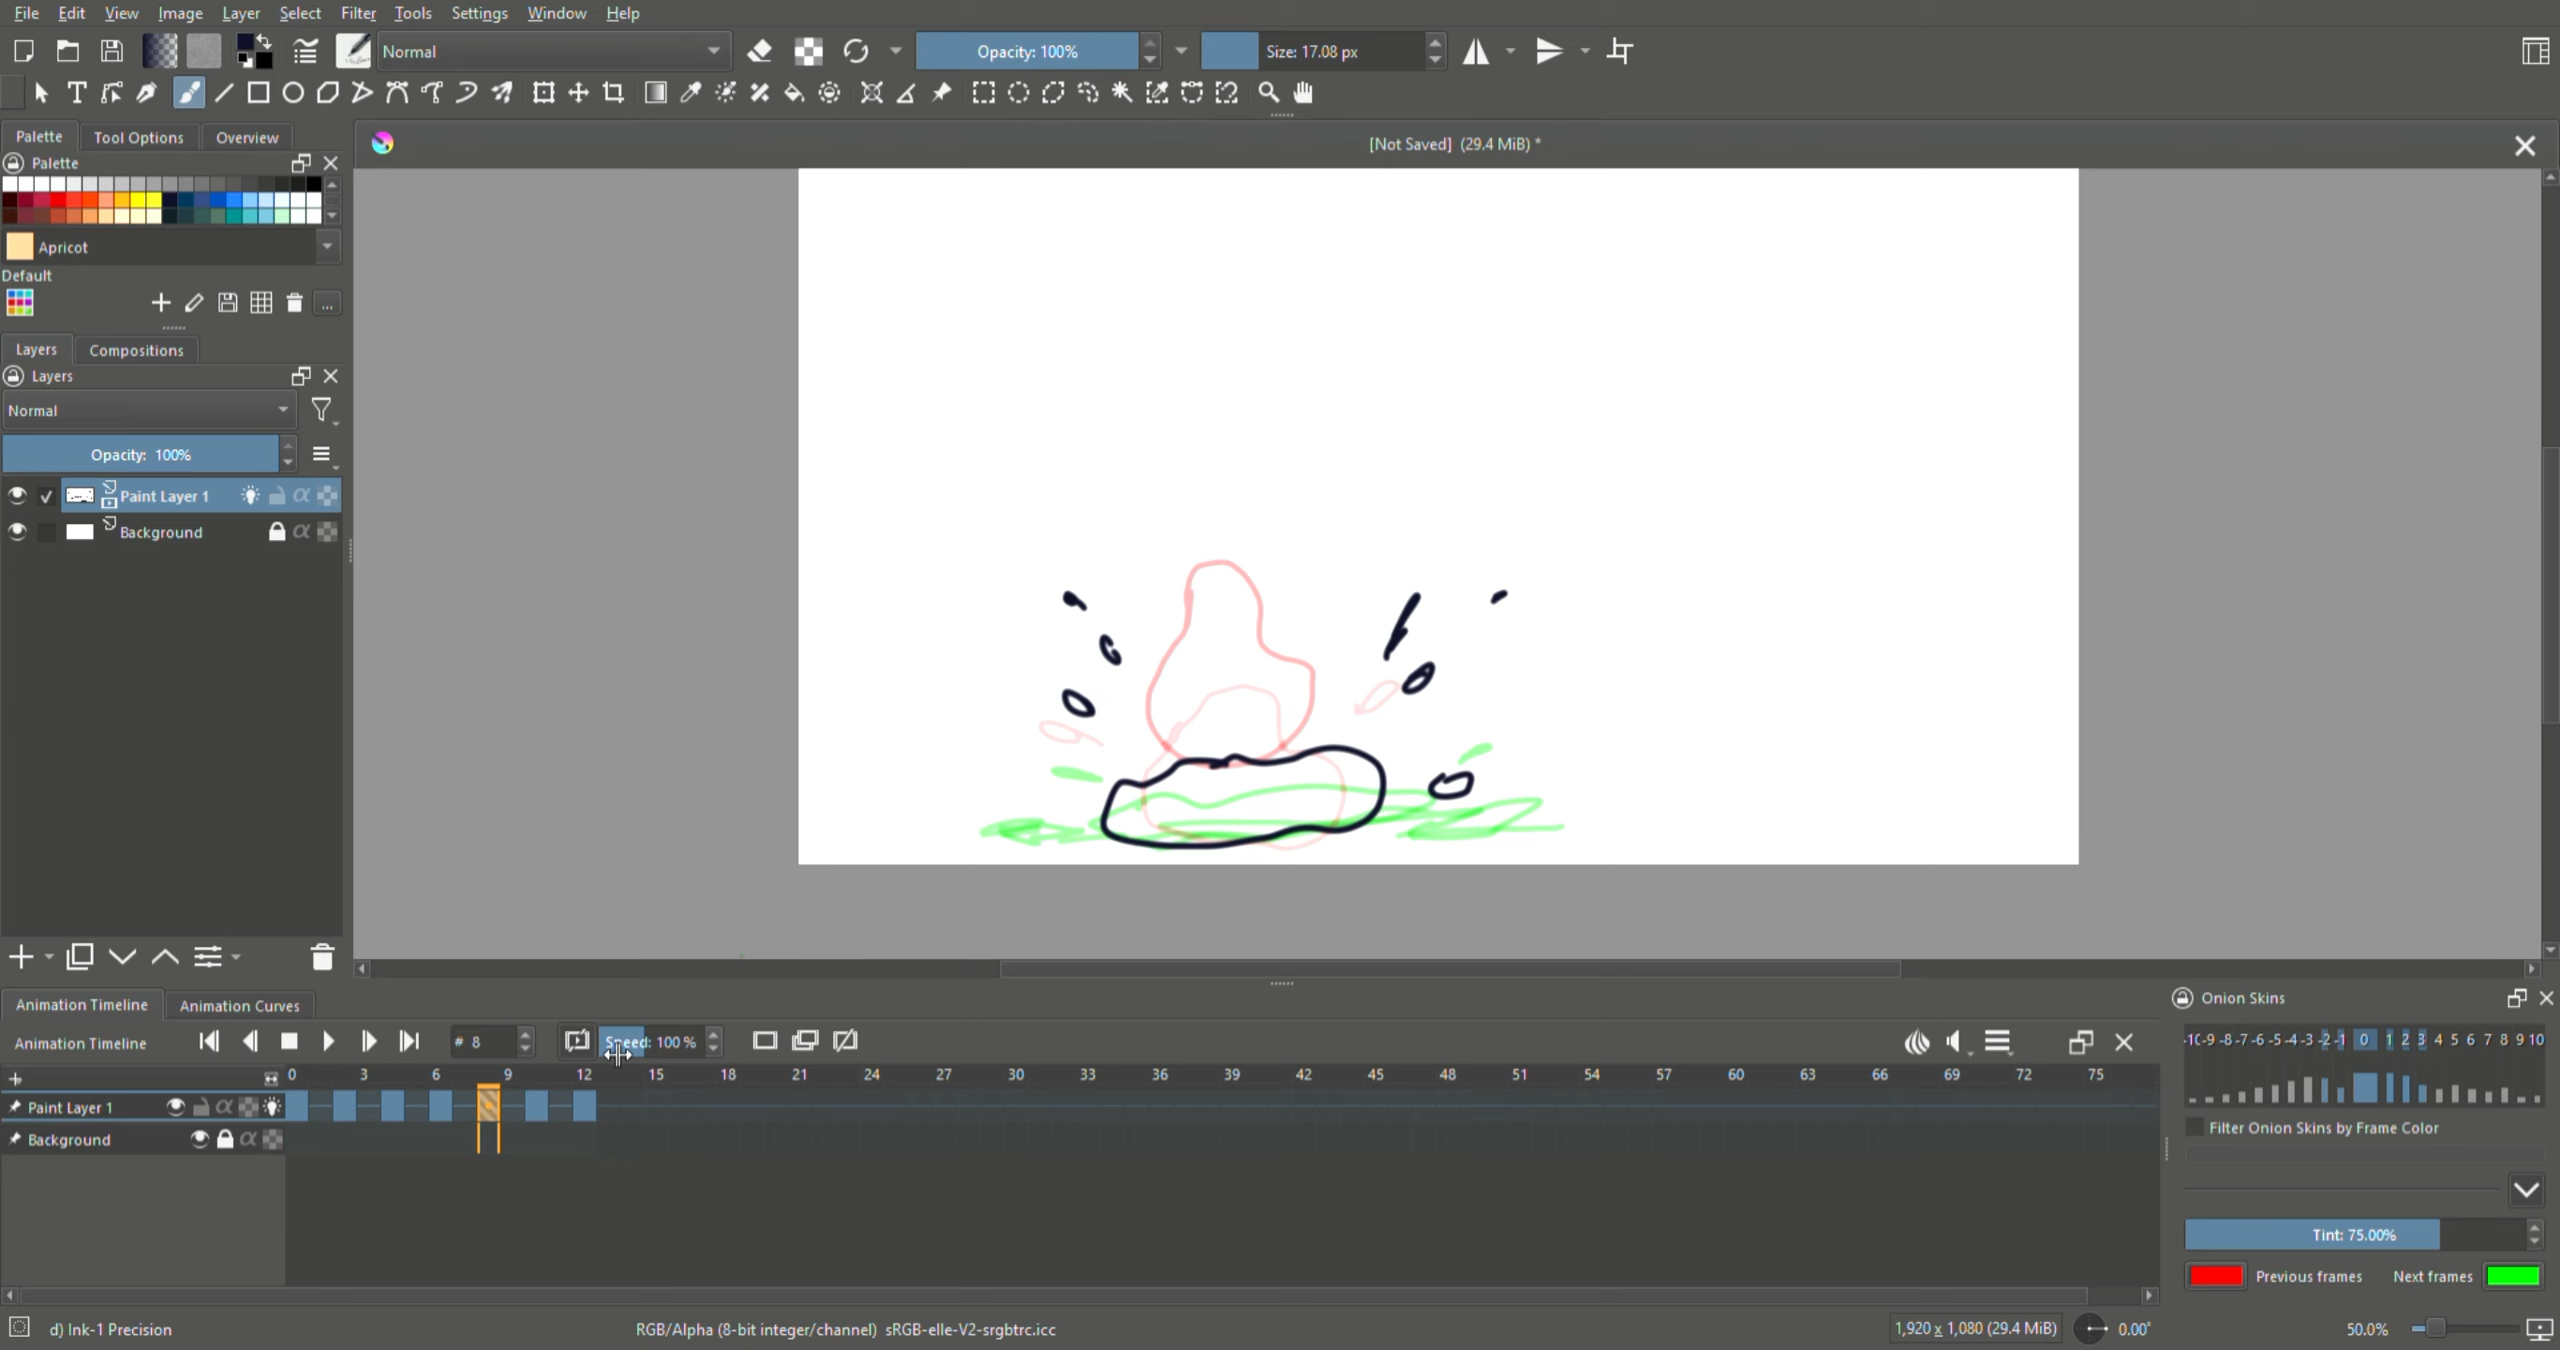 File Edit View Image Layer Select Filter Tools Settings Window Help
Normal Opacity: 100% Size: 17.08 px
Palette Tool Options Overview
[Not Saved] (29.4 MiB) *
Palette
Apricot
Default
...
Layers Compositions
Layers
Normal
Opacity: 100%
Paint Layer 1
Background
Animation Timeline Animation Curves
Onion Skins
Animation Timeline # 8 Speed: 100 %
-10 -9 -8 -7 -6 -5 -4 -3 -2 -1 0 1 2 3 4 5 6 7 8 9 10
0 3 6 9 12 15 18 21 24 27 30 33 36 39 42 45 48 51 54 57 60 63 66 69 72 75
Paint Layer 1
Filter Onion Skins by Frame Color
Background
Tint: 75.00%
Previous frames Next frames
d) Ink-1 Precision RGB/Alpha (8-bit integer/channel) sRGB-elle-V2-srgbtrc.icc 1,920 x 1,080 (29.4 MiB) 0.00° 50.0%